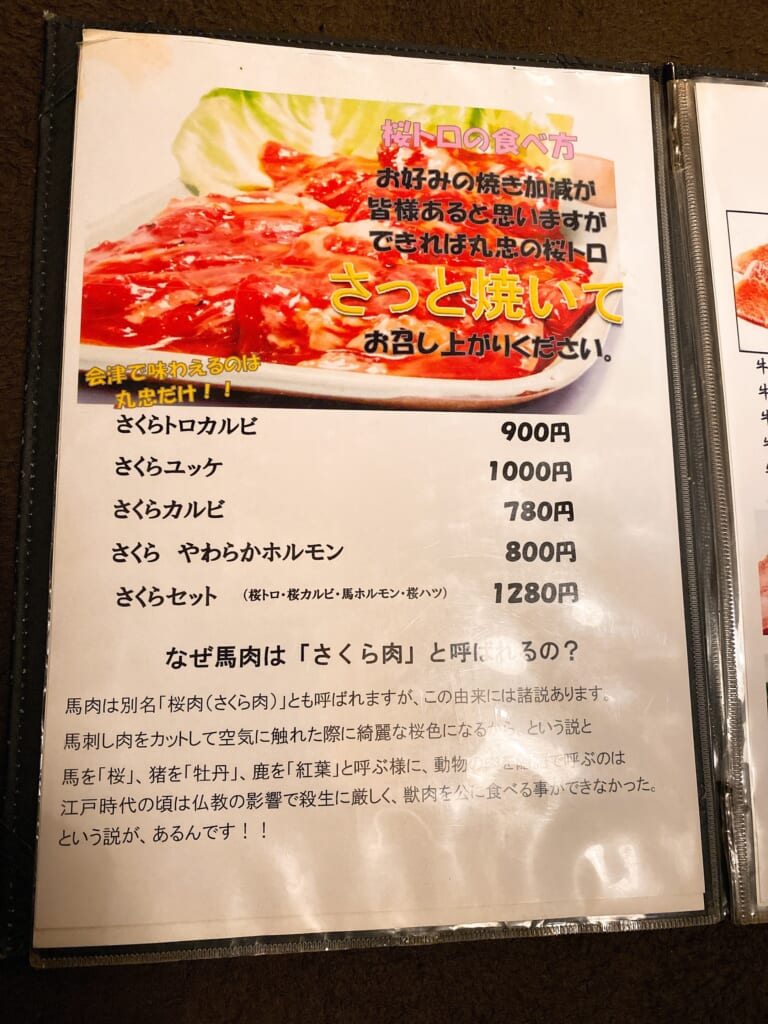 桜トロの食べ方
お好みの焼き加減が
皆様あると思いますが
できれば丸忠の桜トロ
さっと焼いて
お召し上がりください。
会津で味わえるのは
丸忠だけ！！
さくらトロカルビ 900円
さくらユッケ 1000円
さくらカルビ 780円
さくら やわらかホルモン 800円
さくらセット （桜トロ・桜カルビ・馬ホルモン・桜ハツ） 1280円
なぜ馬肉は「さくら肉」と呼ばれるの？
馬肉は別名「桜肉（さくら肉）」とも呼ばれますが、この由来には諸説あります。
馬刺し肉をカットして空気に触れた際に綺麗な桜色になるから、という説と
馬を「桜」、猪を「牡丹」、鹿を「紅葉」と呼ぶ様に、動物の で呼ぶのは
江戸時代の頃は仏教の影響で殺生に厳しく、獣肉を公に食べる事ができなかった。
という説が、あるんです！！